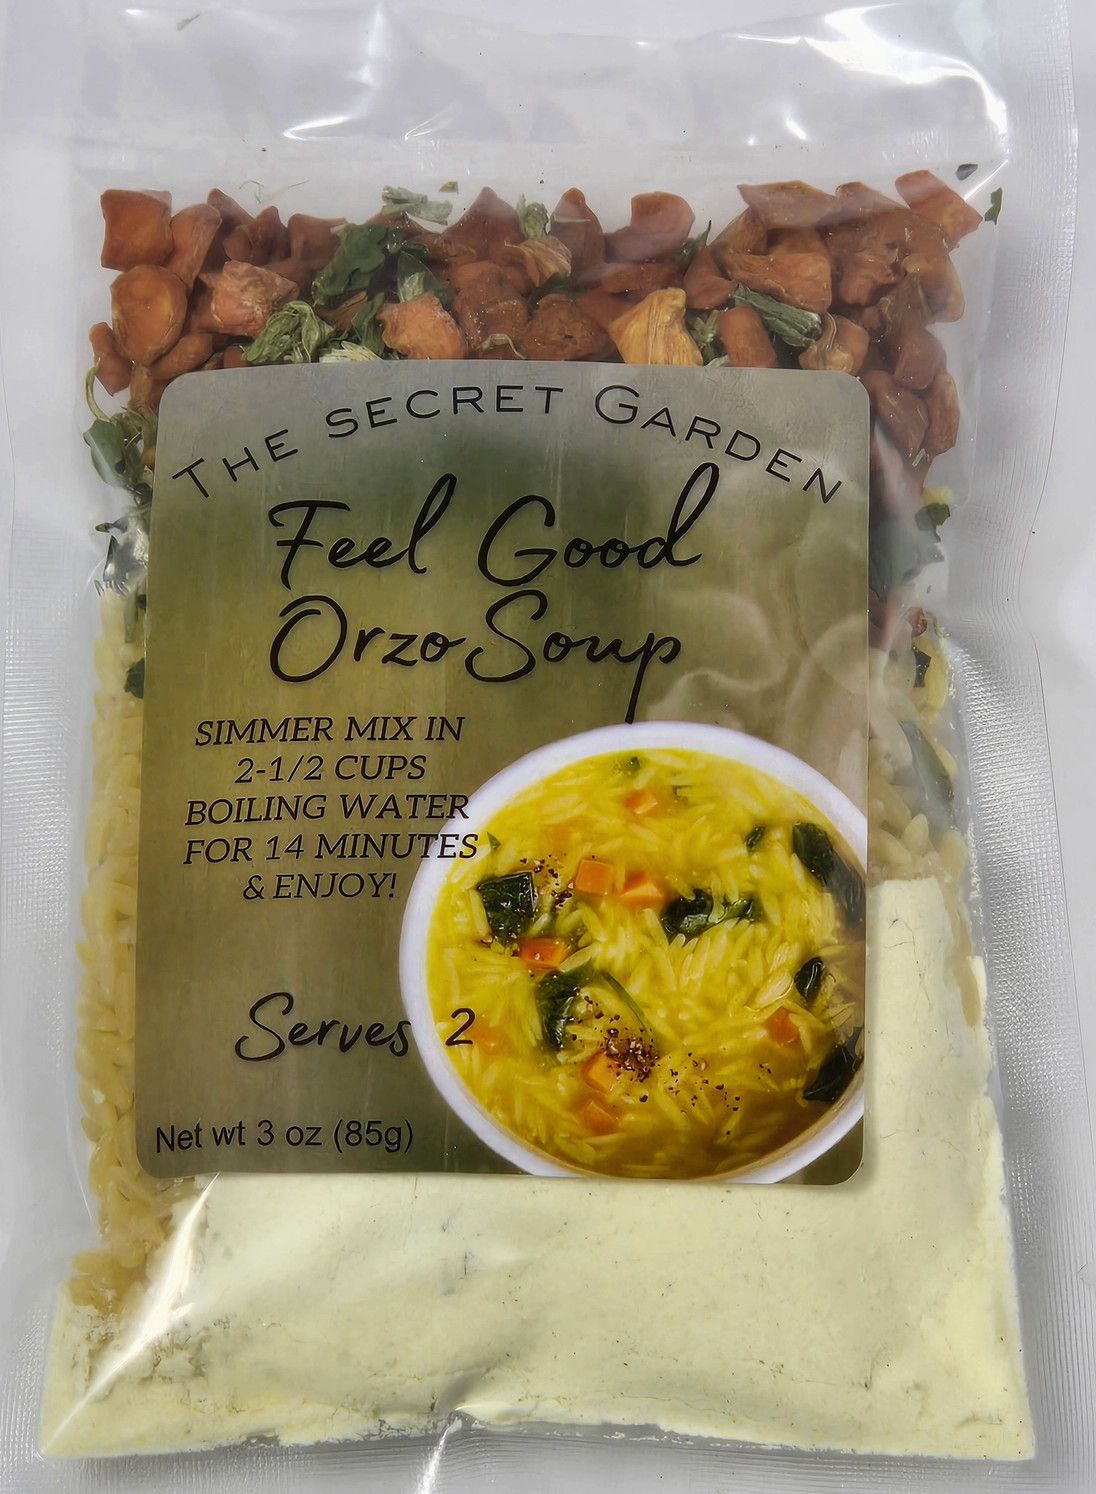 THE SECRET GARDEN
Feel Good
Orzo Soup
SIMMER MIX IN
2-1/2 CUPS
BOILING WATER
FOR 14 MINUTES
& ENJOY!
Serves 2
Net wt 3 oz (85g)